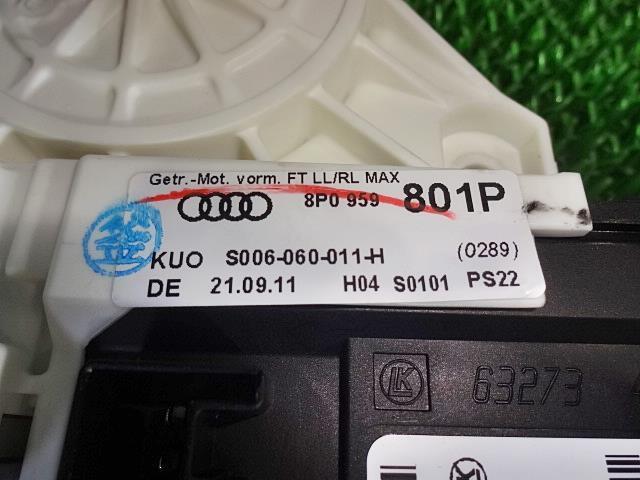 Getr.-Mot. vorm. FT LL/RL MAX
8P0 959 801P
KUO S006-060-011-H (0289)
DE 21.09.11 H04 S0101 PS22
LK 63273